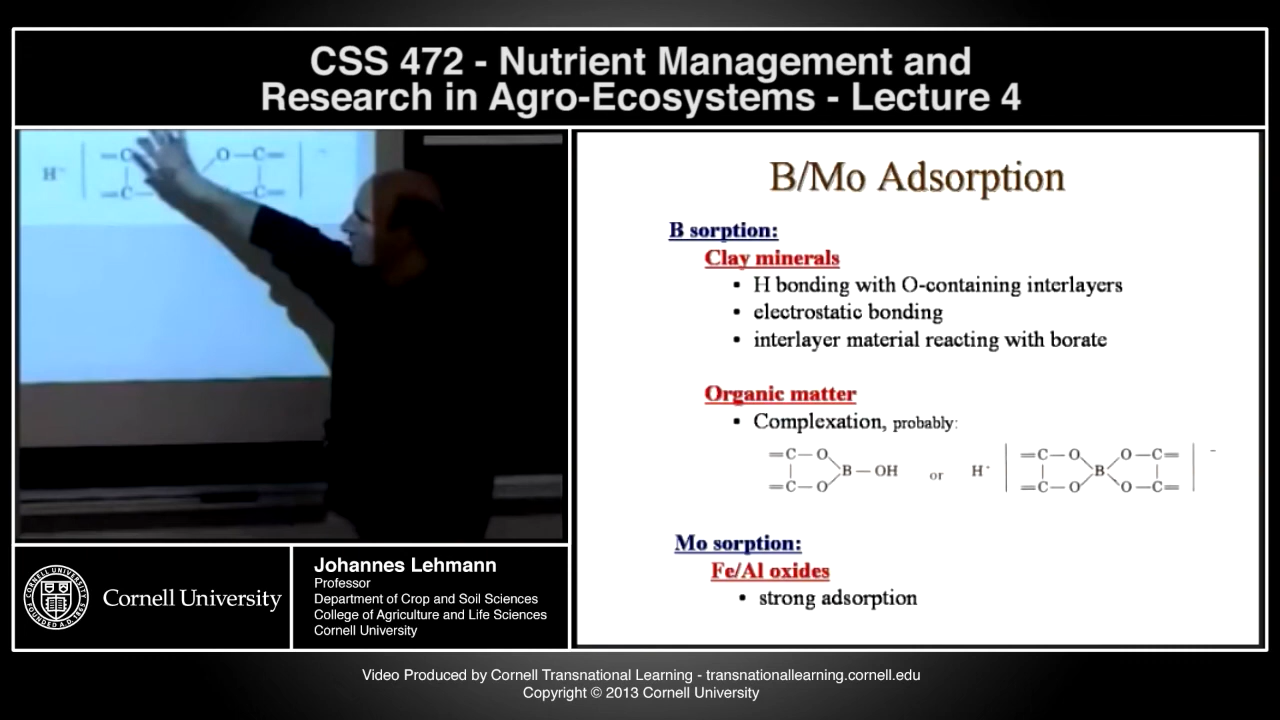 CSS 472 - Nutrient Management and
Research in Agro-Ecosystems - Lecture 4
H⁻ =C O O—C=
=C C=
B/Mo Adsorption
B sorption:
Clay minerals
• H bonding with O-containing interlayers
• electrostatic bonding
• interlayer material reacting with borate
Organic matter
• Complexation, probably:
=C—O O—C=
B—OH or H⁺ B
=C—O O—C=
Mo sorption:
Fe/Al oxides
• strong adsorption
Cornell University
Johannes Lehmann
Professor
Department of Crop and Soil Sciences
College of Agriculture and Life Sciences
Cornell University
Video Produced by Cornell Transnational Learning - transnationallearning.cornell.edu
Copyright © 2013 Cornell University